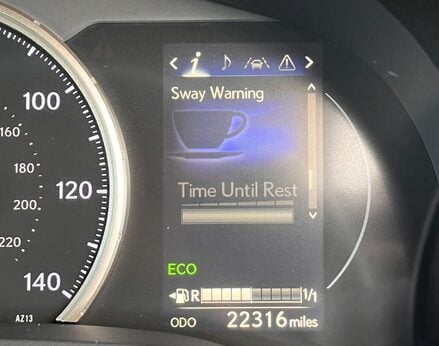 Sway Warning
100
160
180
Time Until Rest
120
200
220
ECO
140
R 1/1
AZ13
ODO 22316 miles